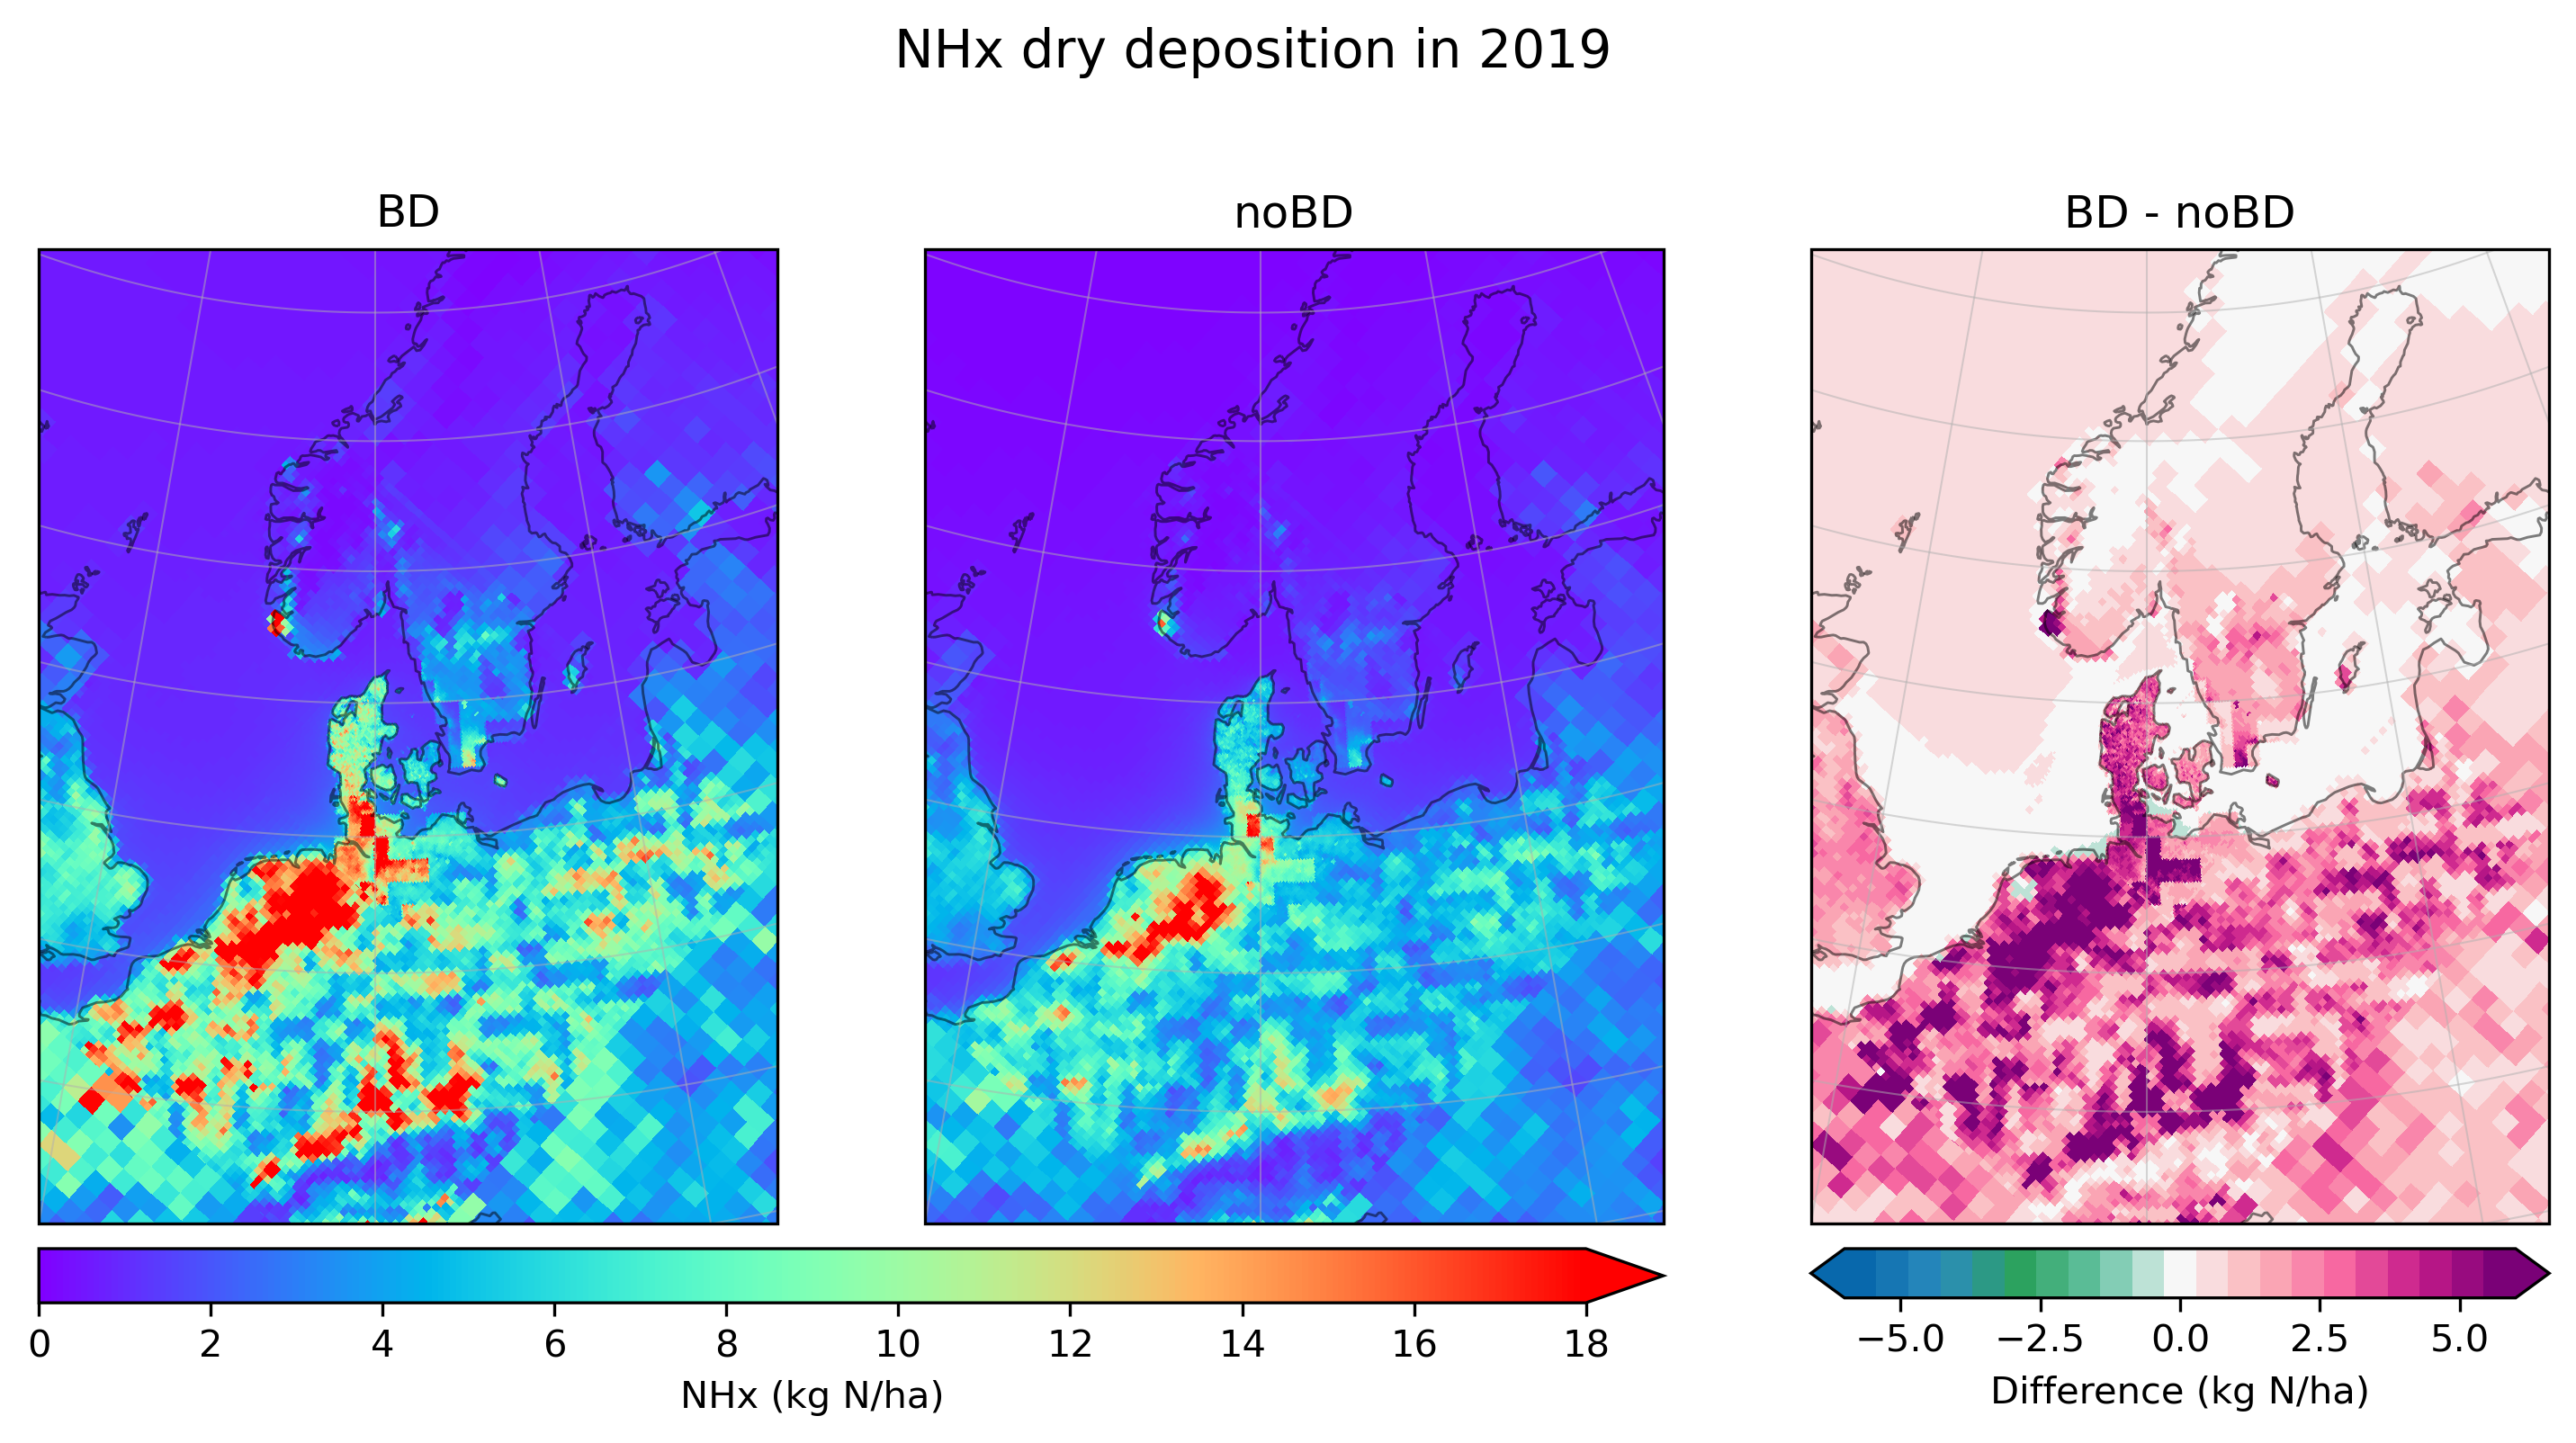 NHx dry deposition in 2019
BD
noBD
BD - noBD
0 2 4 6 8 10 12 14 16 18
NHx (kg N/ha)
−5.0 −2.5 0.0 2.5 5.0
Difference (kg N/ha)